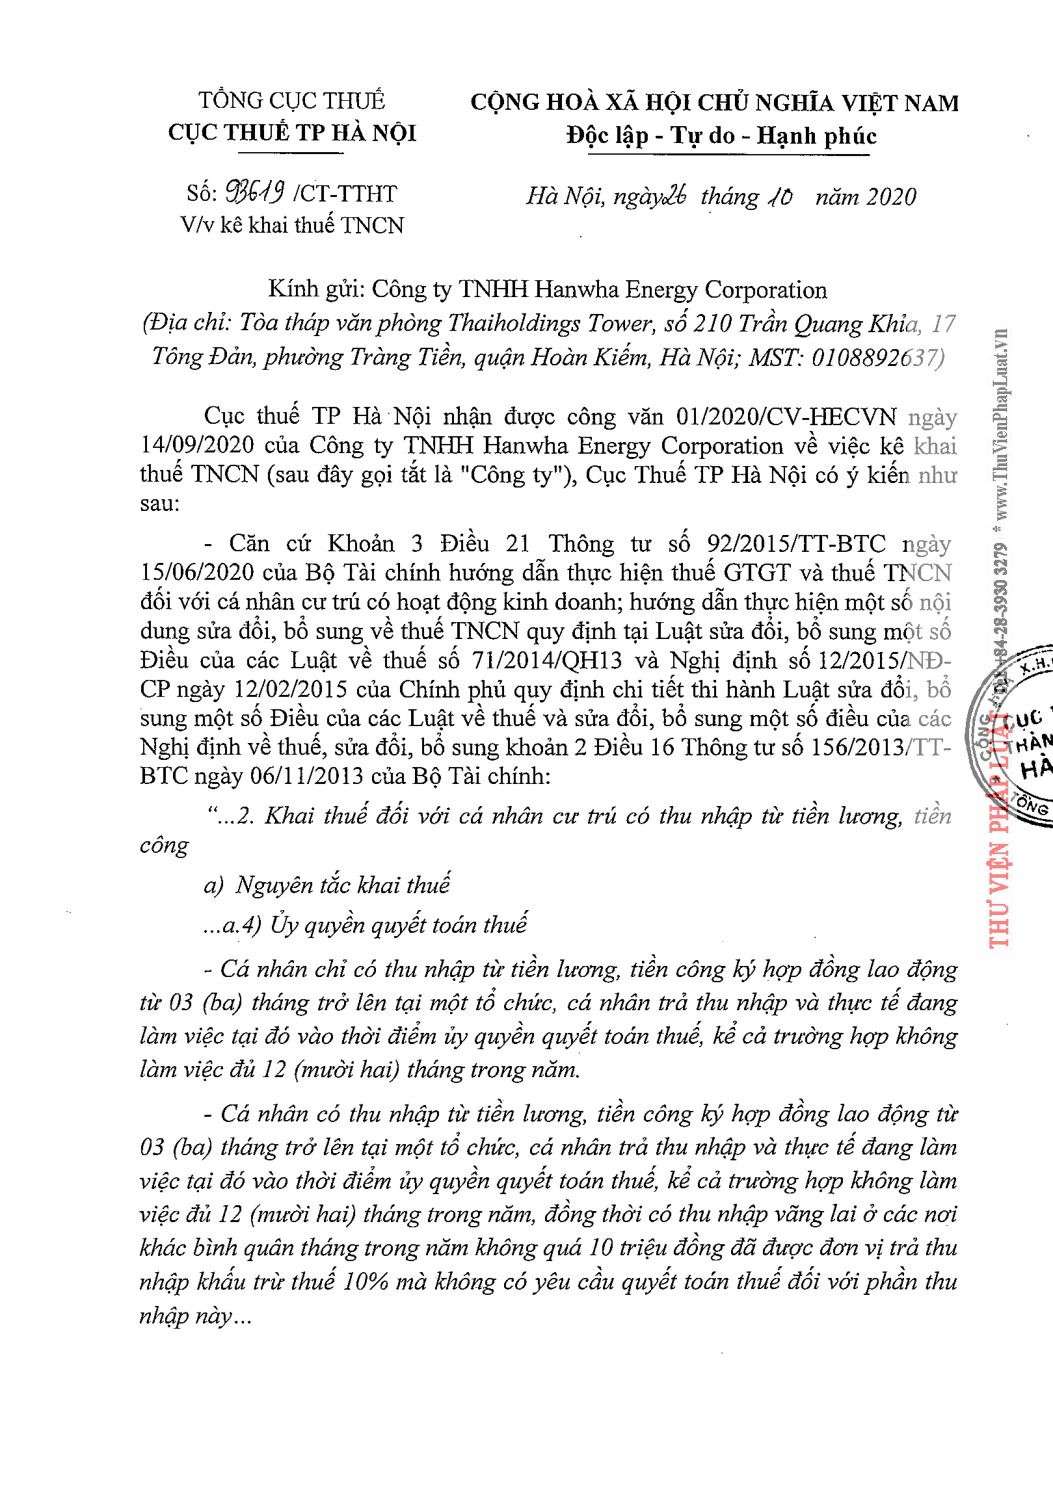 TỔNG CỤC THUẾ
CỤC THUẾ TP HÀ NỘI
CỘNG HOÀ XÃ HỘI CHỦ NGHĨA VIỆT NAM
Độc lập - Tự do - Hạnh phúc
Số: 93619 /CT-TTHT
V/v kê khai thuế TNCN
Hà Nội, ngày 26 tháng 10 năm 2020
Kính gửi: Công ty TNHH Hanwha Energy Corporation
(Địa chỉ: Tòa tháp văn phòng Thaiholdings Tower, số 210 Trần Quang Khỉa, 17
Tông Đản, phường Tràng Tiền, quận Hoàn Kiếm, Hà Nội; MST: 0108892637)
Cục thuế TP Hà Nội nhận được công văn 01/2020/CV-HECVN ngày
14/09/2020 của Công ty TNHH Hanwha Energy Corporation về việc kê khai
thuế TNCN (sau đây gọi tắt là "Công ty"), Cục Thuế TP Hà Nội có ý kiến như
sau:
- Căn cứ Khoản 3 Điều 21 Thông tư số 92/2015/TT-BTC ngày
15/06/2020 của Bộ Tài chính hướng dẫn thực hiện thuế GTGT và thuế TNCN
đối với cá nhân cư trú có hoạt động kinh doanh; hướng dẫn thực hiện một số nội
dung sửa đổi, bổ sung về thuế TNCN quy định tại Luật sửa đổi, bổ sung một số
Điều của các Luật về thuế số 71/2014/QH13 và Nghị định số 12/2015/NĐ-
CP ngày 12/02/2015 của Chính phủ quy định chi tiết thi hành Luật sửa đổi, bổ
sung một số Điều của các Luật về thuế và sửa đổi, bổ sung một số điều của các
Nghị định về thuế, sửa đổi, bổ sung khoản 2 Điều 16 Thông tư số 156/2013/TT-
BTC ngày 06/11/2013 của Bộ Tài chính:
“...2. Khai thuế đối với cá nhân cư trú có thu nhập từ tiền lương, tiền
công
a) Nguyên tắc khai thuế
...a.4) Ủy quyền quyết toán thuế
- Cá nhân chỉ có thu nhập từ tiền lương, tiền công ký hợp đồng lao động
từ 03 (ba) tháng trở lên tại một tổ chức, cá nhân trả thu nhập và thực tế đang
làm việc tại đó vào thời điểm ủy quyền quyết toán thuế, kể cả trường hợp không
làm việc đủ 12 (mười hai) tháng trong năm.
- Cá nhân có thu nhập từ tiền lương, tiền công ký hợp đồng lao động từ
03 (ba) tháng trở lên tại một tổ chức, cá nhân trả thu nhập và thực tế đang làm
việc tại đó vào thời điểm ủy quyền quyết toán thuế, kể cả trường hợp không làm
việc đủ 12 (mười hai) tháng trong năm, đồng thời có thu nhập vãng lai ở các nơi
khác bình quân tháng trong năm không quá 10 triệu đồng đã được đơn vị trả thu
nhập khấu trừ thuế 10% mà không có yêu cầu quyết toán thuế đối với phần thu
nhập này...
THƯ VIỆN PHÁP LUẬT
+84-28-3930 3279 * www.ThuVienPhapLuat.vn